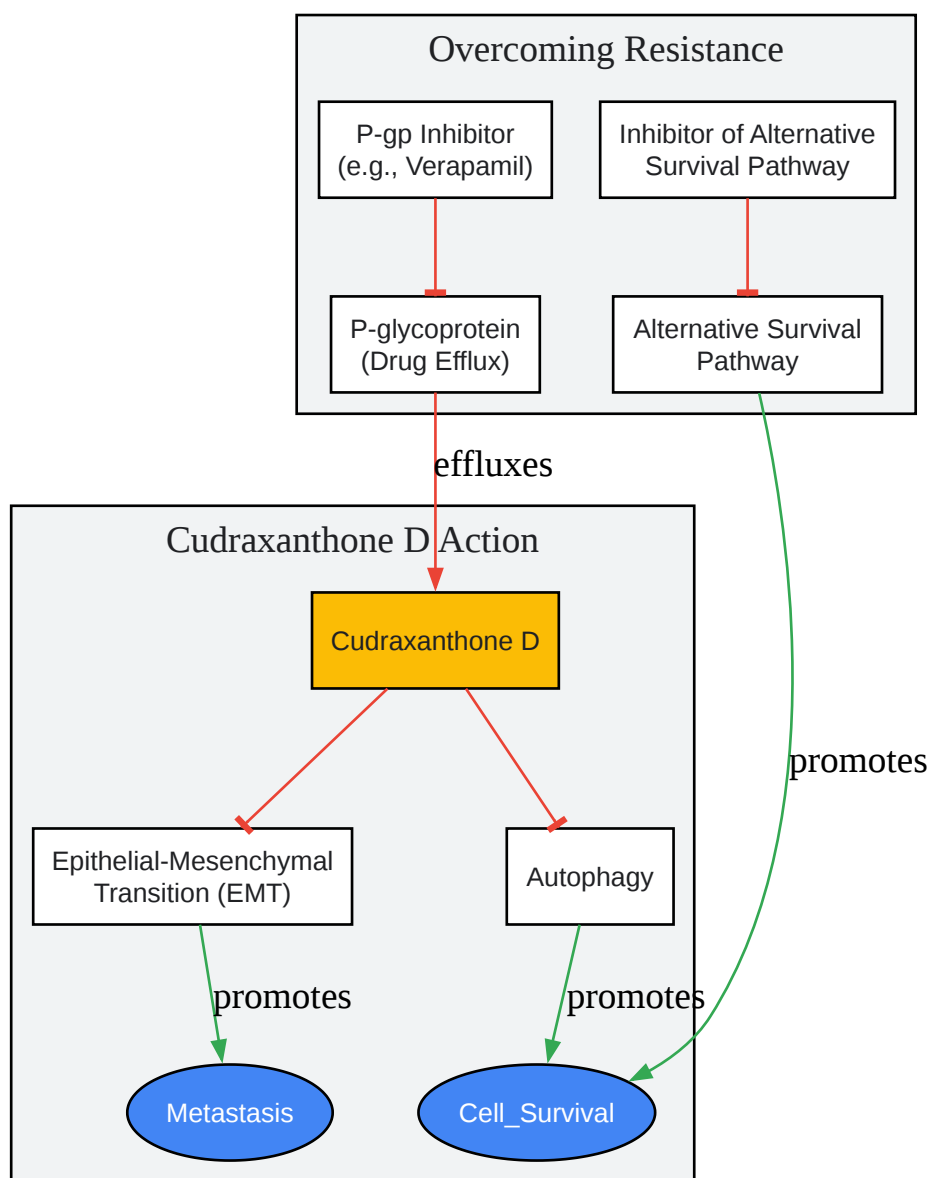 Overcoming Resistance
P-gp Inhibitor
(e.g., Verapamil)
Inhibitor of Alternative
Survival Pathway
P-glycoprotein
(Drug Efflux)
Alternative Survival
Pathway
effluxes
Cudraxanthone D Action
Cudraxanthone D
promotes
Epithelial-Mesenchymal
Transition (EMT)
Autophagy
promotes
promotes
Metastasis
Cell_Survival